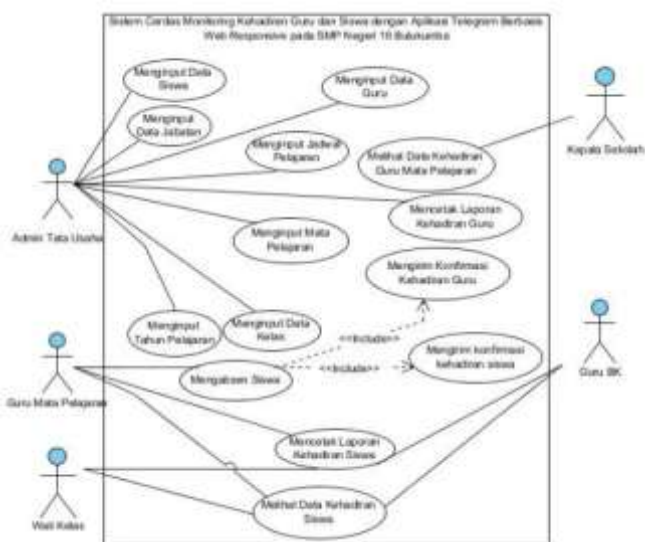 Sistem Cerdas Monitoring Kehadiran Guru dan Siswa dengan Aplikasi Telegram Berbasis
Web Responsive pada SMP Negeri 16 Bulukumba
Menginput Data
Siswa
Menginput Data
Guru
Menginput
Data Jabatan
Menginput Jadwal
Pelajaran
Melihat Data Kehadiran
Guru Mata Pelajaran
Kepala Sekolah
Admin Tata Usaha
Mencetak Laporan
Kehadiran Guru
Menginput Mata
Pelajaran
Mengirim Konfirmasi
Kehadiran Guru
Menginput
Tahun Pelajaran
Menginput Data
Kelas
<<Include>>
Mengirim konfirmasi
kehadiran siswa
Mengabsen Siswa
<<Include>>
Guru Mata Pelajaran
Guru BK
Mencetak Laporan
Kehadiran Siswa
Wali Kelas
Melihat Data Kehadiran
Siswa